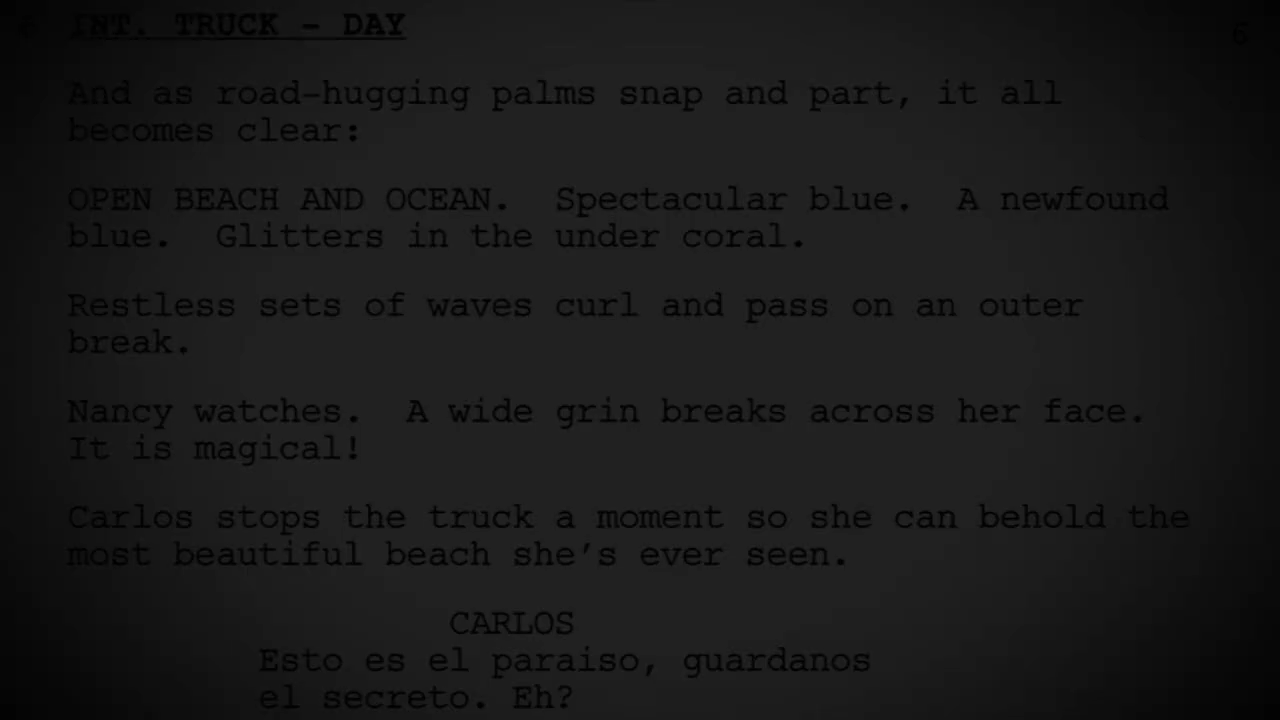 6 INT. TRUCK - DAY 6
And as road-hugging palms snap and part, it all
becomes clear:
OPEN BEACH AND OCEAN.  Spectacular blue.  A newfound
blue.  Glitters in the under coral.
Restless sets of waves curl and pass on an outer
break.
Nancy watches.  A wide grin breaks across her face.
It is magical!
Carlos stops the truck a moment so she can behold the
most beautiful beach she's ever seen.
CARLOS
Esto es el paraiso, guardanos
el secreto. Eh?